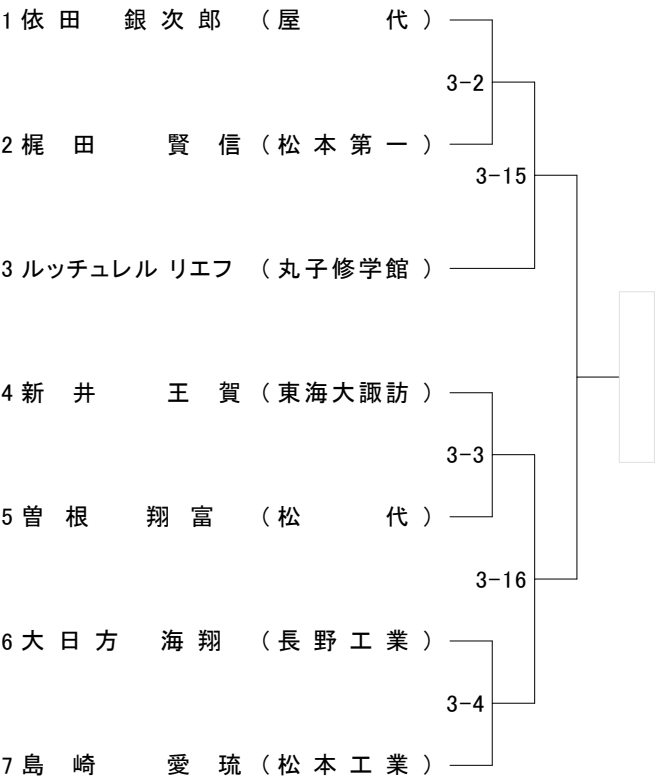 1 依田 銀次郎 (屋 代)
3-2
2 梶田 賢信 (松本第一)
3-15
3 ルッチュレル リエフ (丸子修学館)
4 新井 王賀 (東海大諏訪)
3-3
5 曽根 翔富 (松 代)
3-16
6 大日方 海翔 (長野工業)
3-4
7 島崎 愛琉 (松本工業)